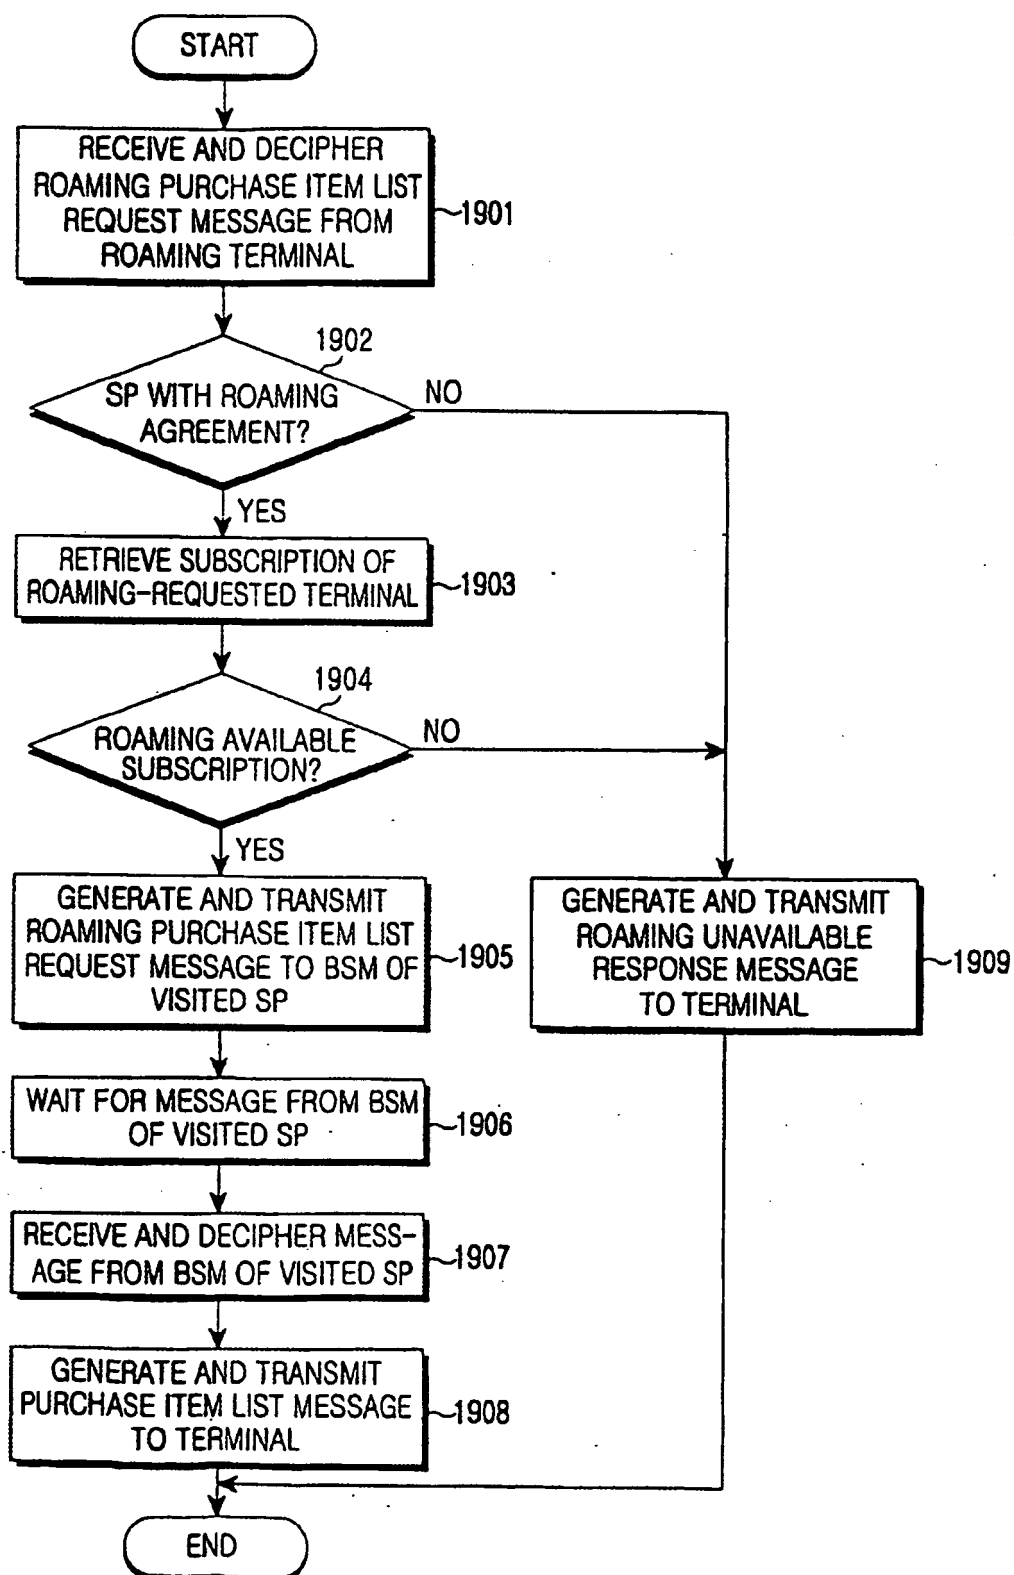 START
RECEIVE AND DECIPHER
ROAMING PURCHASE ITEM LIST
REQUEST MESSAGE FROM
ROAMING TERMINAL
1901
1902
SP WITH ROAMING
AGREEMENT?
NO
YES
RETRIEVE SUBSCRIPTION OF
ROAMING-REQUESTED TERMINAL
1903
1904
ROAMING AVAILABLE
SUBSCRIPTION?
NO
YES
GENERATE AND TRANSMIT
ROAMING PURCHASE ITEM LIST
REQUEST MESSAGE TO BSM OF
VISITED SP
1905
GENERATE AND TRANSMIT
ROAMING UNAVAILABLE
RESPONSE MESSAGE
TO TERMINAL
1909
WAIT FOR MESSAGE FROM BSM
OF VISITED SP
1906
RECEIVE AND DECIPHER MESS-
AGE FROM BSM OF VISITED SP
1907
GENERATE AND TRANSMIT
PURCHASE ITEM LIST MESSAGE
TO TERMINAL
1908
END